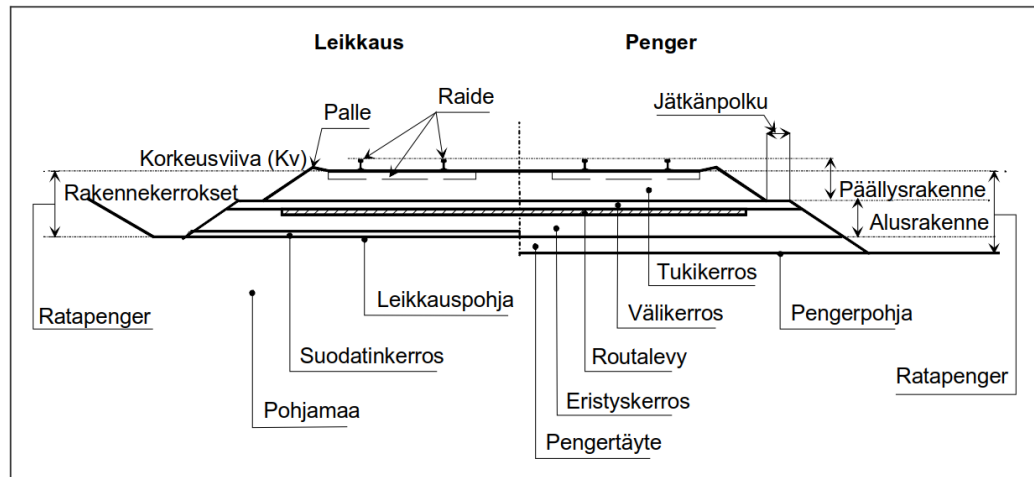 Leikkaus Penger
Raide
Jätkänpolku
Palle
Korkeusviiva (Kv)
Rakennekerrokset
Päällysrakenne
Alusrakenne
Tukikerros
Leikkauspohja
Välikerros
Pengerpohja
Ratapenger
Suodatinkerros
Routalevy
Ratapenger
Eristyskerros
Pohjamaa
Pengertäyte